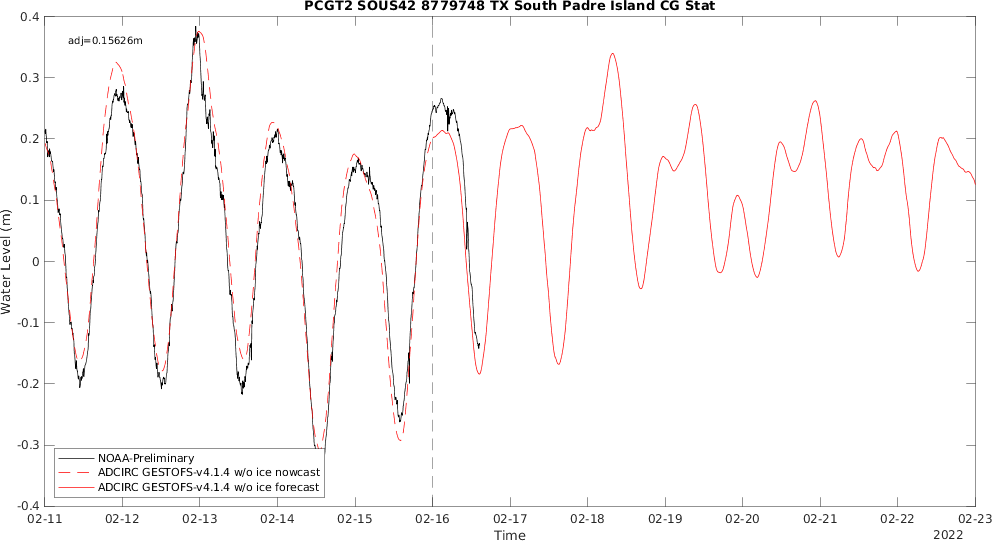 PCGT2 SOUS42 8779748 TX South Padre Island CG Stat
adj=0.15626m
0.4
0.3
0.2
0.1
0
-0.1
-0.2
-0.3
-0.4
Water Level (m)
NOAA-Preliminary
ADCIRC GESTOFS-v4.1.4 w/o ice nowcast
ADCIRC GESTOFS-v4.1.4 w/o ice forecast
02-11 02-12 02-13 02-14 02-15 02-16 02-17 02-18 02-19 02-20 02-21 02-22 02-23
Time
2022